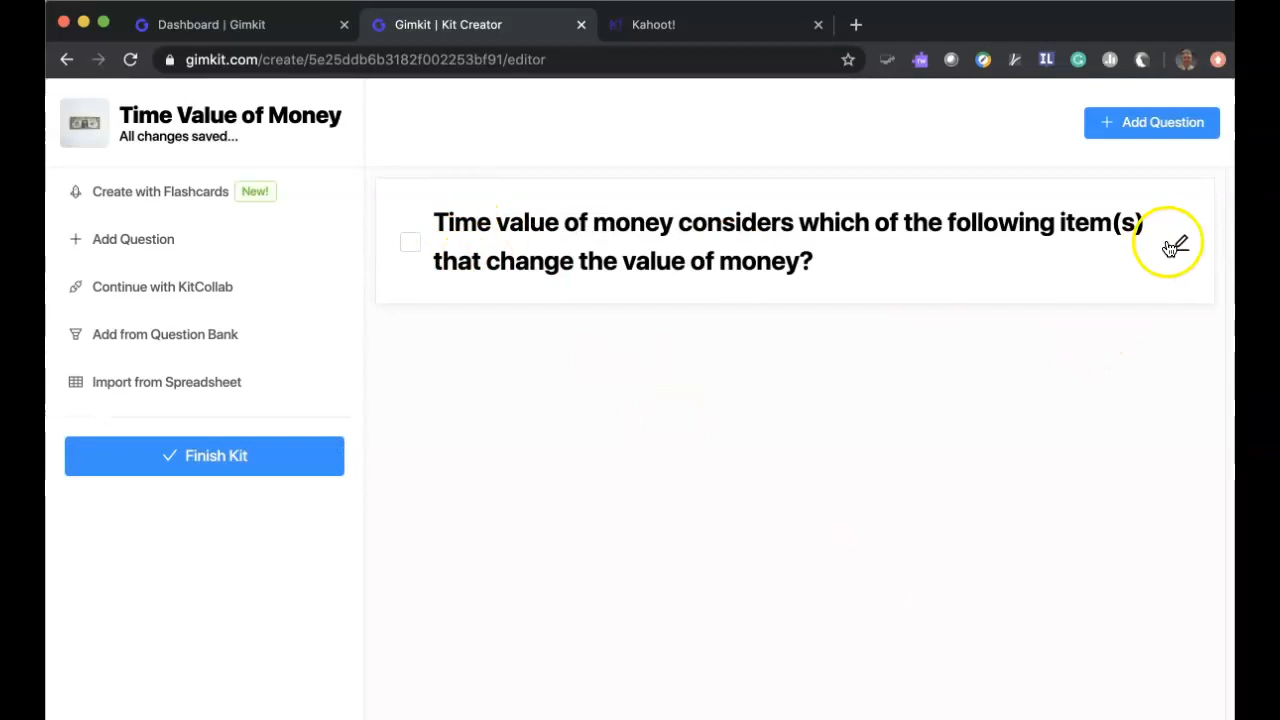 Dashboard | Gimkit
Gimkit | Kit Creator
Kahoot!
gimkit.com/create/5e25ddb6b3182f002253bf91/editor
IL
Time Value of Money
All changes saved...
+ Add Question
Create with Flashcards New!
+ Add Question
Continue with KitCollab
Add from Question Bank
Import from Spreadsheet
Finish Kit
Time value of money considers which of the following item(s)
that change the value of money?